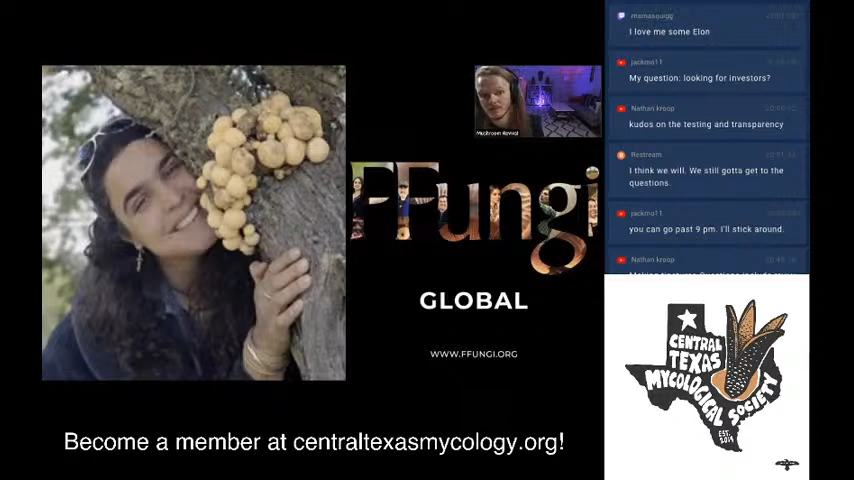 FFungi
GLOBAL
WWW.FFUNGI.ORG
Mushroom Revival
Become a member at centraltexasmycology.org!
mamasquigg
I love me some Elon
jackmo11
My question: looking for investors?
Nathan kroop
kudos on the testing and transparency
Restream
I think we will. We still gotta get to the
questions.
jackmo11
you can go past 9 pm. I'll stick around.
Nathan kroop
CENTRAL
TEXAS
MYCOLOGICAL SOCIETY
EST.
2019